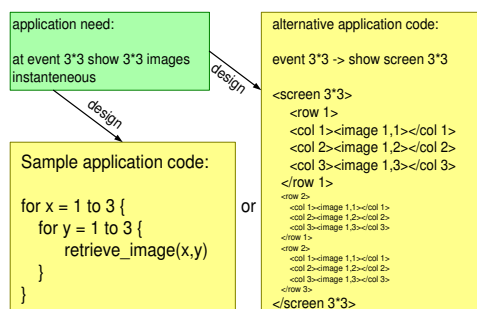 application need:
at event 3*3 show 3*3 images
instanteneous
design
design
Sample application code:
for x = 1 to 3 {
for y = 1 to 3 {
retrieve_image(x,y)
}
}
or
alternative application code:
event 3*3 -> show screen 3*3
<screen 3*3>
<row 1>
<col 1><image 1,1></col 1>
<col 2><image 1,2></col 2>
<col 3><image 1,3></col 3>
</row 1>
<row 2>
<col 1><image 1,1></col 1>
<col 2><image 1,2></col 2>
<col 3><image 1,3></col 3>
</row 1>
<row 2>
<col 1><image 1,1></col 1>
<col 2><image 1,2></col 2>
<col 3><image 1,3></col 3>
</row 3>
</screen 3*3>